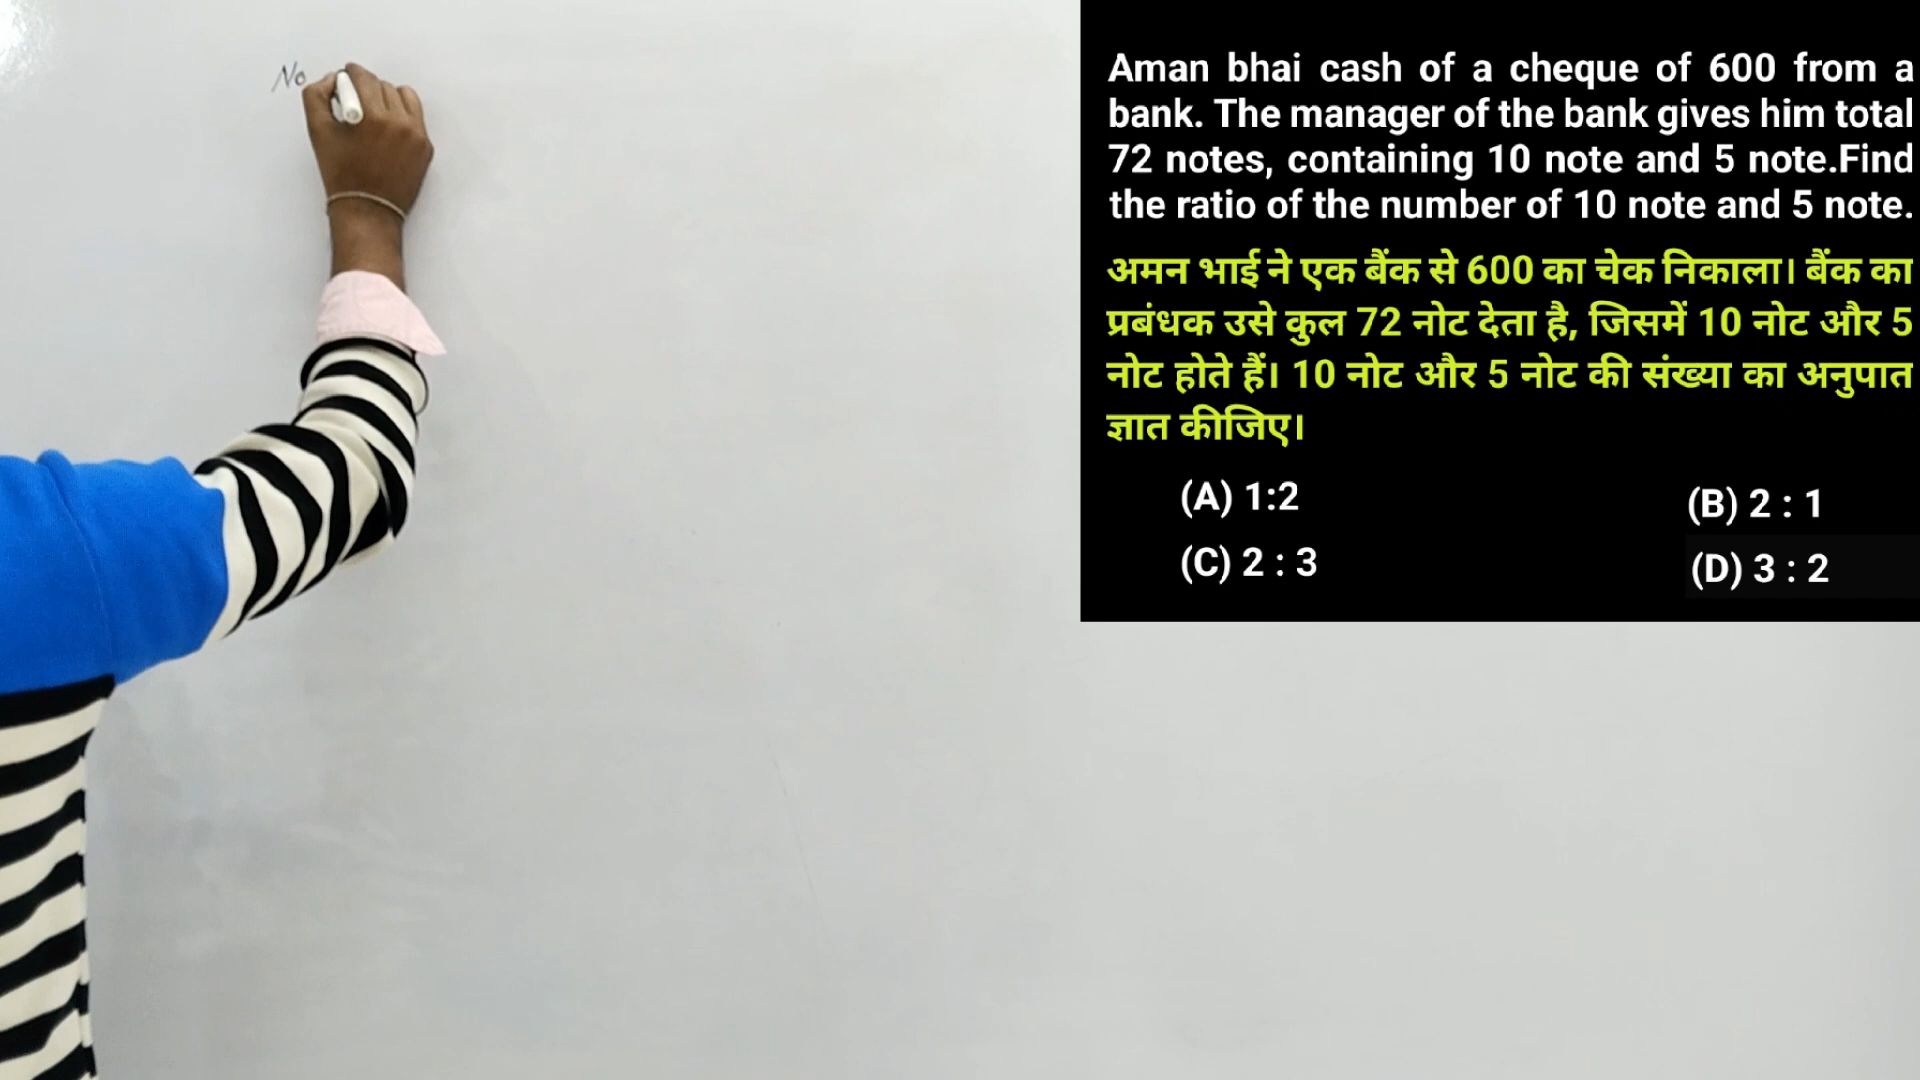 No
Aman bhai cash of a cheque of 600 from a
bank. The manager of the bank gives him total
72 notes, containing 10 note and 5 note.Find
the ratio of the number of 10 note and 5 note.
अमन भाई ने एक बैंक से 600 का चेक निकाला। बैंक का
प्रबंधक उसे कुल 72 नोट देता है, जिसमें 10 नोट और 5
नोट होते हैं। 10 नोट और 5 नोट की संख्या का अनुपात
ज्ञात कीजिए।
(A) 1:2 (B) 2 : 1
(C) 2 : 3 (D) 3 : 2